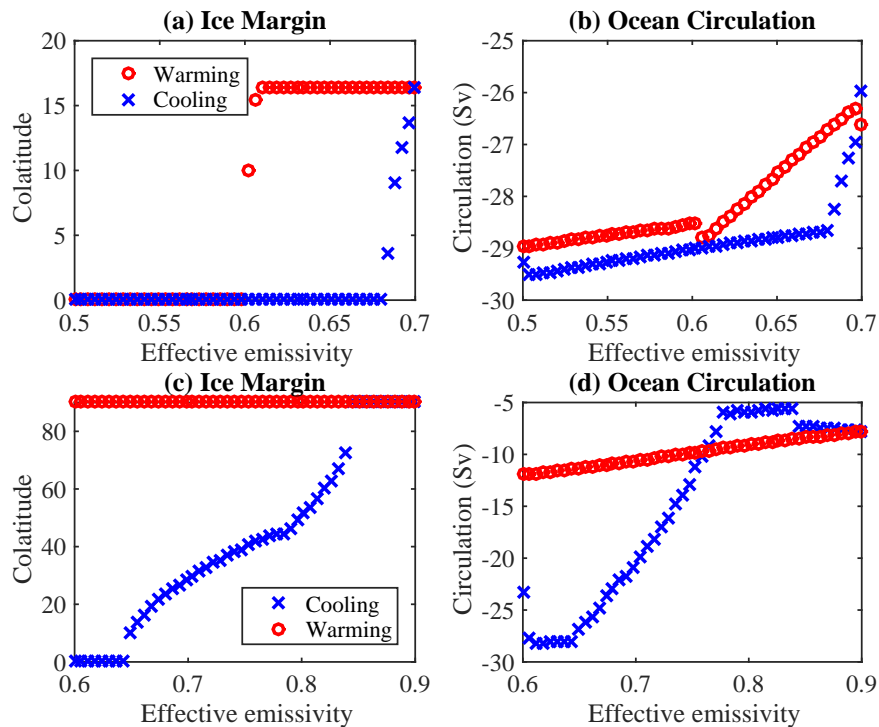 (a) Ice Margin
20
15
10
5
0
Colatitude
Warming
Cooling
0.5
0.55
0.6
0.65
0.7
Effective emissivity
(b) Ocean Circulation
-25
-26
-27
-28
-29
-30
Circulation (Sv)
0.5
0.55
0.6
0.65
0.7
Effective emissivity
(c) Ice Margin
80
60
40
20
0
Colatitude
Cooling
Warming
0.6
0.7
0.8
0.9
Effective emissivity
(d) Ocean Circulation
-5
-10
-15
-20
-25
-30
Circulation (Sv)
0.6
0.7
0.8
0.9
Effective emissivity